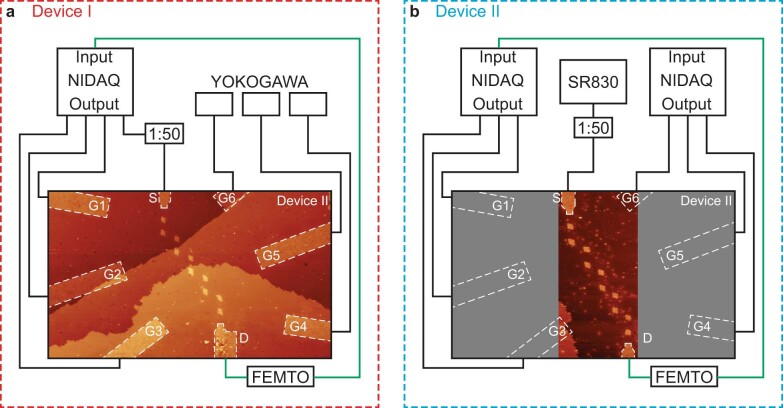 a Device I
Input
NIDAQ
Output
YOKOGAWA
1:50
S
G6
Device II
G1
G5
G2
G3
G4
D
FEMTO
b Device II
Input
NIDAQ
Output
SR830
1:50
Input
NIDAQ
Output
S
G6
Device II
G1
G5
G2
G3
G4
D
FEMTO